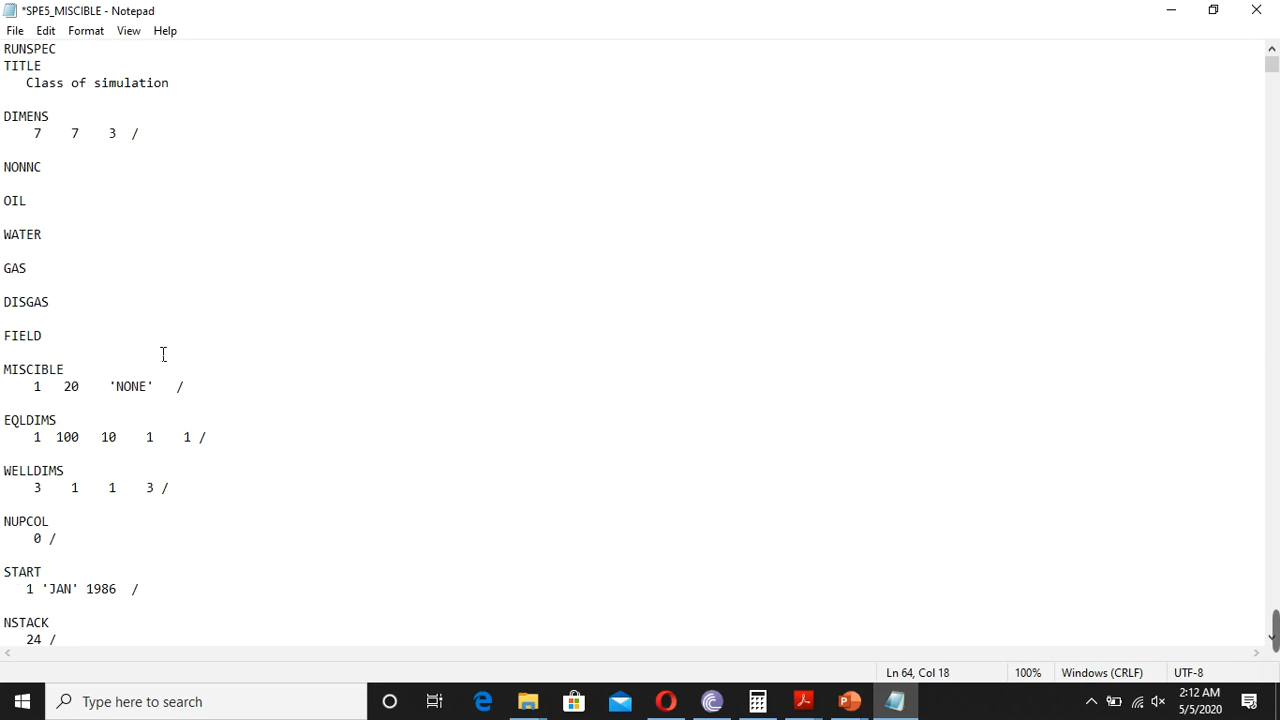 *SPE5_MISCIBLE - Notepad
File Edit Format View Help
RUNSPEC
TITLE
Class of simulation
DIMENS
7 7 3 /
NONNC
OIL
WATER
GAS
DISGAS
FIELD
MISCIBLE
1 20 'NONE' /
EQLDIMS
1 100 10 1 1 /
WELLDIMS
3 1 1 3 /
NUPCOL
0 /
START
1 'JAN' 1986 /
NSTACK
24 /
Ln 64, Col 18 100% Windows (CRLF) UTF-8
Type here to search
2:12 AM
5/5/2020